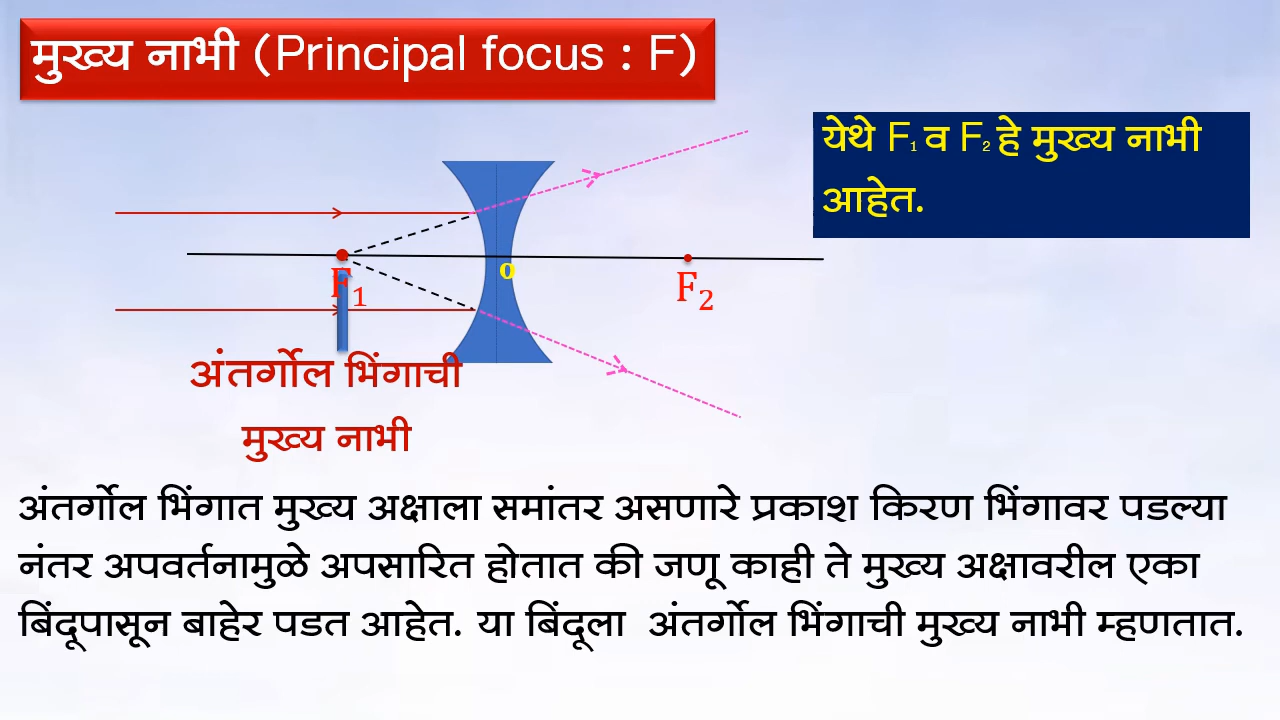 मुख्य नाभी (Principal focus : F)
येथे F₁ व F₂ हे मुख्य नाभी
आहेत.
o
F₁
F₂
अंतर्गोल भिंगाची
मुख्य नाभी
अंतर्गोल भिंगात मुख्य अक्षाला समांतर असणारे प्रकाश किरण भिंगावर पडल्या
नंतर अपवर्तनामुळे अपसारित होतात की जणू काही ते मुख्य अक्षावरील एका
बिंदूपासून बाहेर पडत आहेत. या बिंदूला अंतर्गोल भिंगाची मुख्य नाभी म्हणतात.